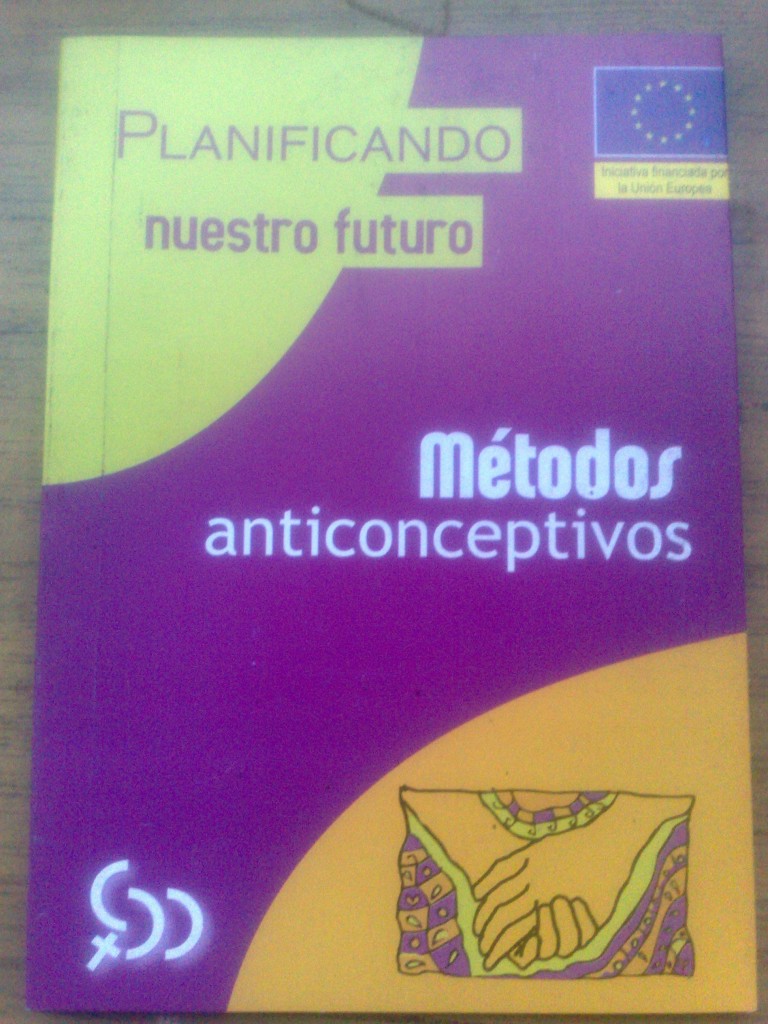 PLANIFICANDO
nuestro futuro
Iniciativa financiada por
la Unión Europea
Métodos
anticonceptivos